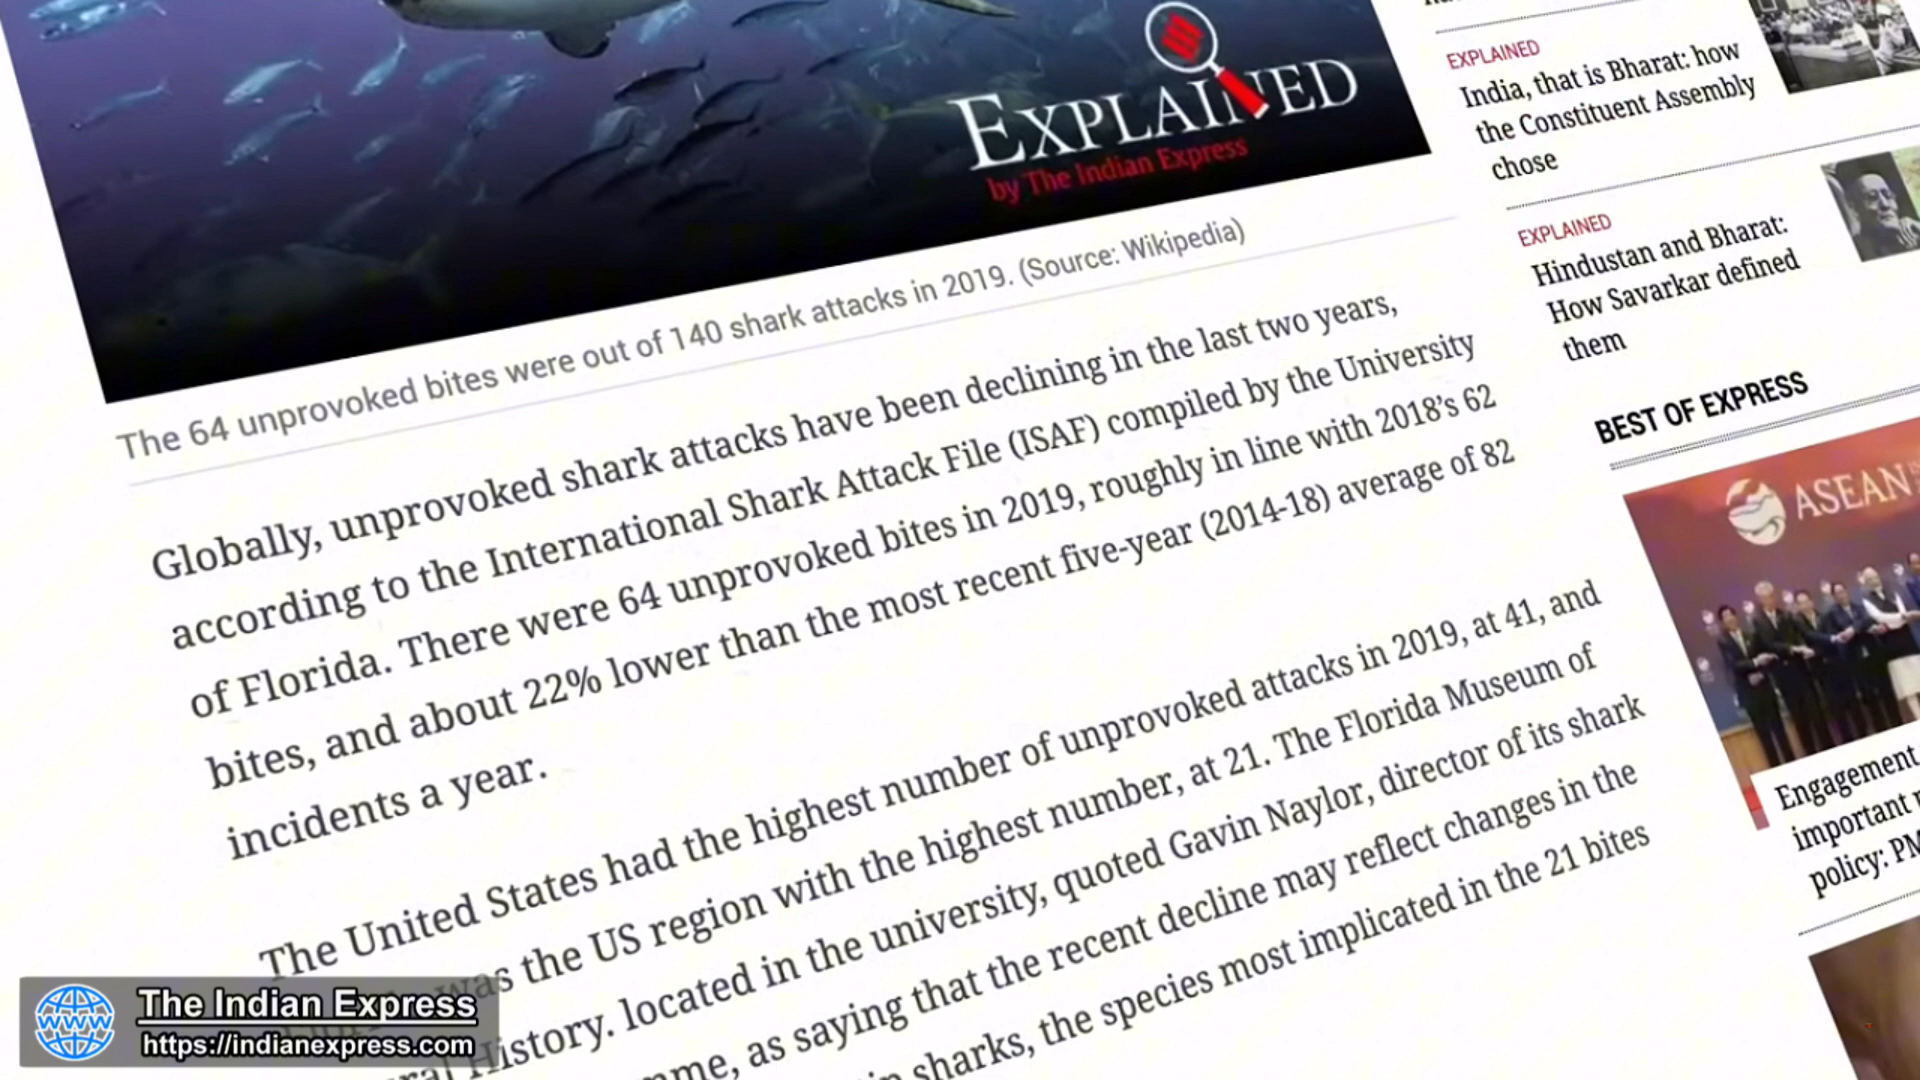 EXPLAINED
by The Indian Express
The 64 unprovoked bites were out of 140 shark attacks in 2019. (Source: Wikipedia)
Globally, unprovoked shark attacks have been declining in the last two years,
according to the International Shark Attack File (ISAF) compiled by the University
of Florida. There were 64 unprovoked bites in 2019, roughly in line with 2018’s 62
bites, and about 22% lower than the most recent five-year (2014-18) average of 82
incidents a year.
The United States had the highest number of unprovoked attacks in 2019, at 41, and
was the US region with the highest number, at 21. The Florida Museum of
History. located in the university, quoted Gavin Naylor, director of its shark
as saying that the recent decline may reflect changes in the
sharks, the species most implicated in the 21 bites
EXPLAINED
India, that is Bharat: how
the Constituent Assembly
chose
EXPLAINED
Hindustan and Bharat:
How Savarkar defined
them
BEST OF EXPRESS
ASEAN
Engagement
important
policy: PM
The Indian Express
https://indianexpress.com
www